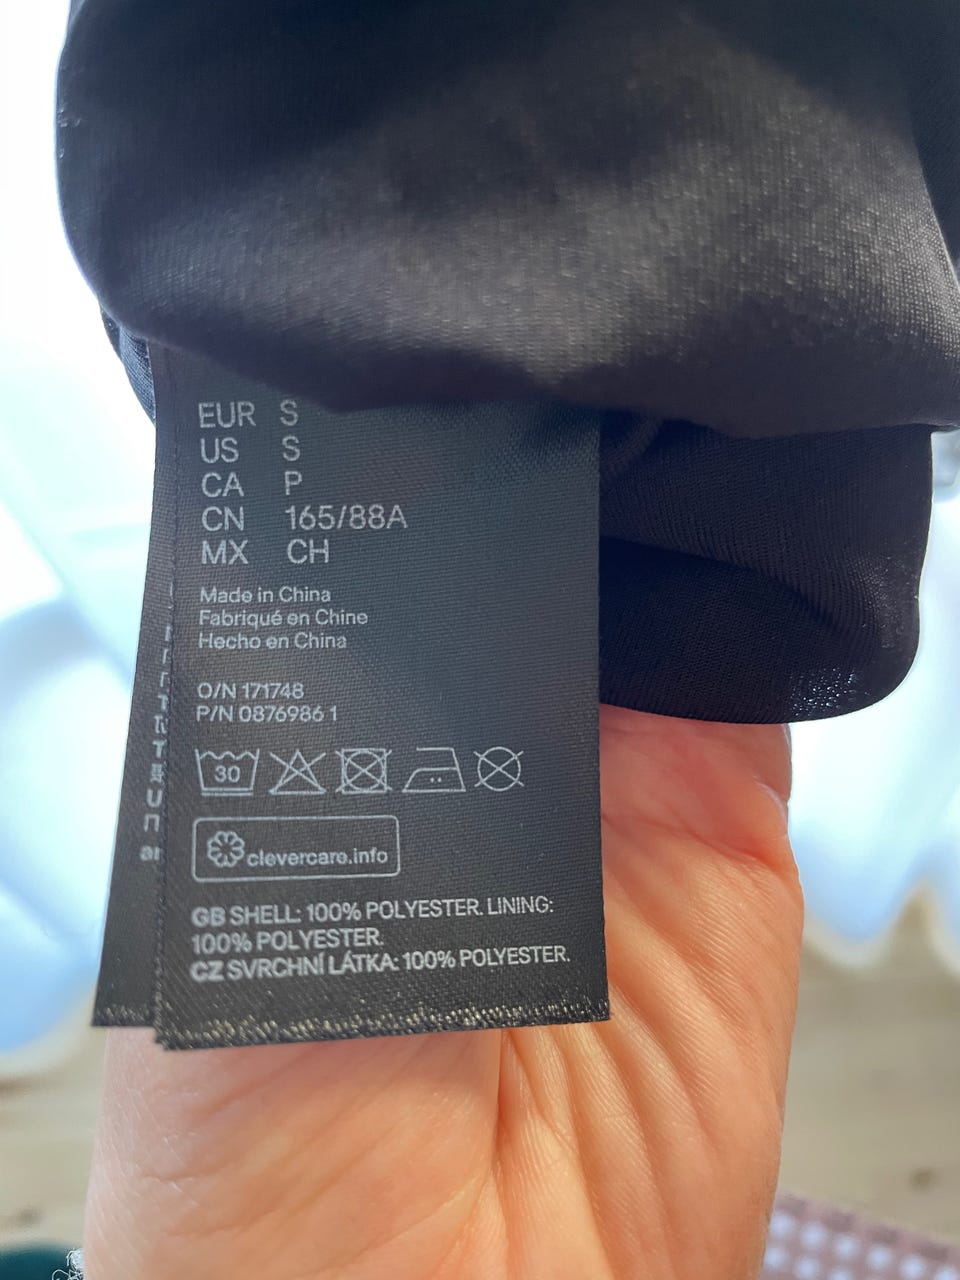 EUR S
US S
CA P
CN 165/88A
MX CH
Made in China
Fabriqué en Chine
Hecho en China
O/N 171748
P/N 0876986 1
30
clevercare.info
GB SHELL: 100% POLYESTER. LINING:
100% POLYESTER.
CZ SVRCHNÍ LÁTKA: 100% POLYESTER.